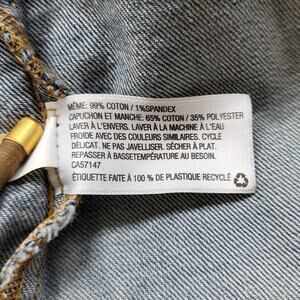 MÊME: 99% COTON / 1%SPANDEX
CAPUCHON ET MANCHE: 65% COTON / 35% POLYESTER
LAVER À L'ENVERS. LAVER À LA MACHINE À L'EAU
FROIDE AVEC DES COULEURS SIMILAIRES. CYCLE
DÉLICAT. NE PAS JAVELLISER. SÉCHER À PLAT.
REPASSER À BASSETEMPÉRATURE AU BESOIN.
CA57147
ÉTIQUETTE FAITE À 100 % DE PLASTIQUE RECYCLÉ